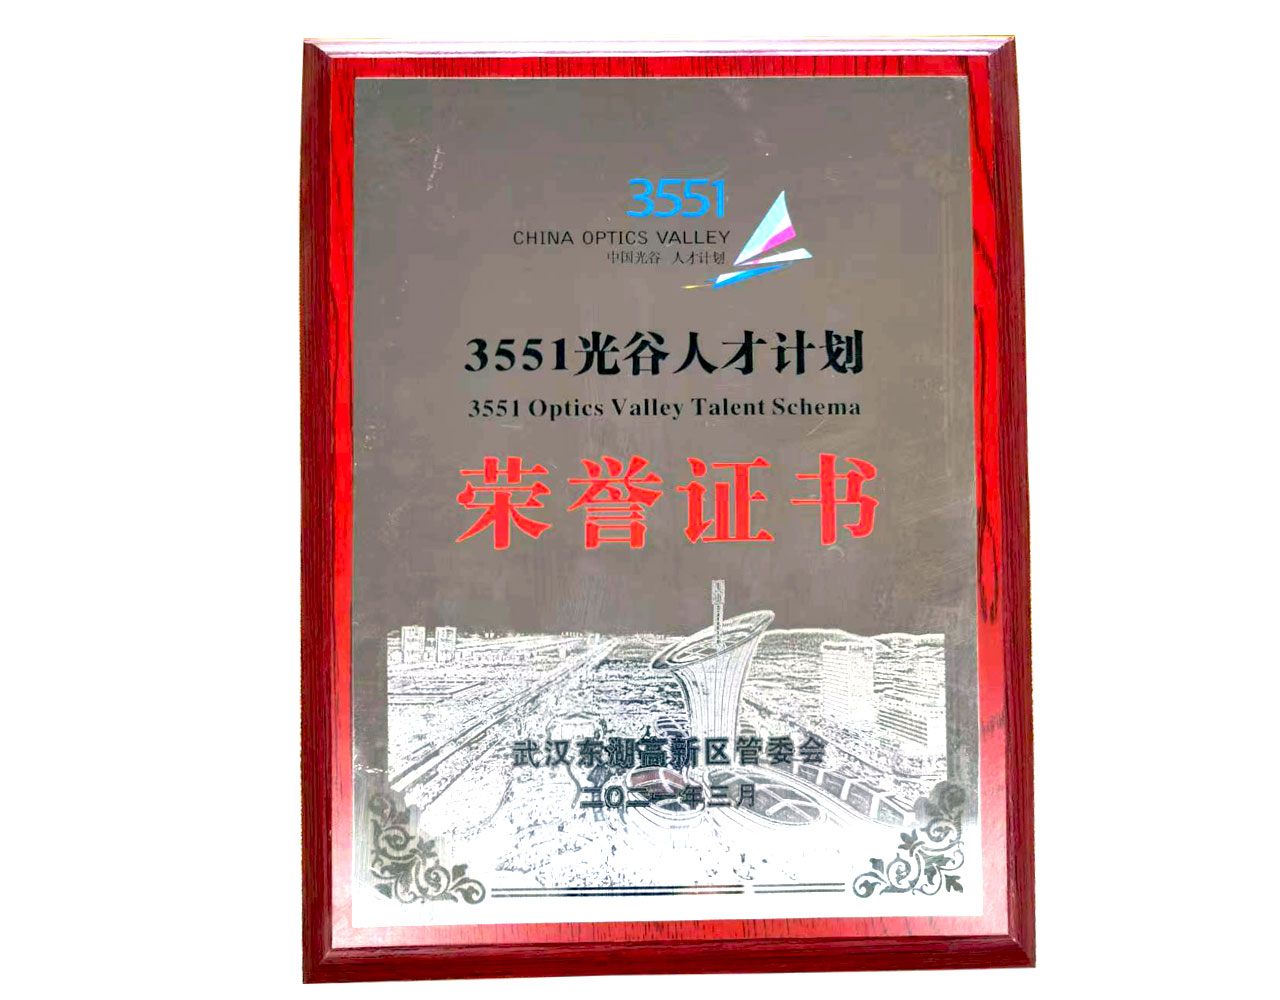 3551
CHINA OPTICS VALLEY
中国光谷 人才计划
3551光谷人才计划
3551 Optics Valley Talent Schema
荣誉证书
武汉东湖高新区管委会
二〇二一年三月